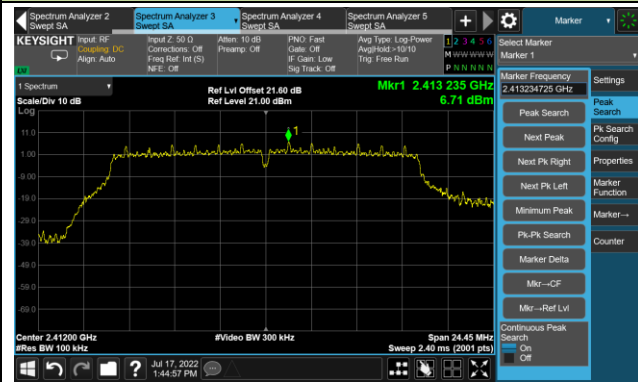 Spectrum Analyzer 2
Swept SA
Spectrum Analyzer 3
Swept SA
Spectrum Analyzer 4
Swept SA
Spectrum Analyzer 5
Swept SA
Marker
KEYSIGHT
Input: RF
Coupling: DC
Align: Auto
Input Z: 50 Ω
Corrections: Off
Freq Ref: Int (S)
NFE: Off
Atten: 10 dB
Preamp: Off
PNO: Fast
Gate: Off
IF Gain: Low
Sig Track: Off
Avg Type: Log-Power
Avg|Hold:>10/10
Trig: Free Run
1 2 3 4 5 6
M W W W W W
P N N N N N
LVI
Select Marker
Marker 1
1 Spectrum
Scale/Div 10 dB
Log
Ref Lvl Offset 21.60 dB
Ref Level 21.00 dBm
Mkr1 2.413 235 GHz
6.71 dBm
11.0
1.00
-9.00
-19.0
-29.0
-39.0
-49.0
-59.0
-69.0
1
Center 2.41200 GHz
#Res BW 100 kHz
#Video BW 300 kHz
Span 24.45 MHz
Sweep 2.40 ms (2001 pts)
Marker Frequency
2.413234725 GHz
Peak Search
Next Peak
Next Pk Right
Next Pk Left
Minimum Peak
Pk-Pk Search
Marker Delta
Mkr→CF
Mkr→Ref Lvl
Continuous Peak
Search
On
Off
Settings
Peak
Search
Pk Search
Config
Properties
Marker
Function
Marker→
Counter
Jul 17, 2022
1:44:57 PM